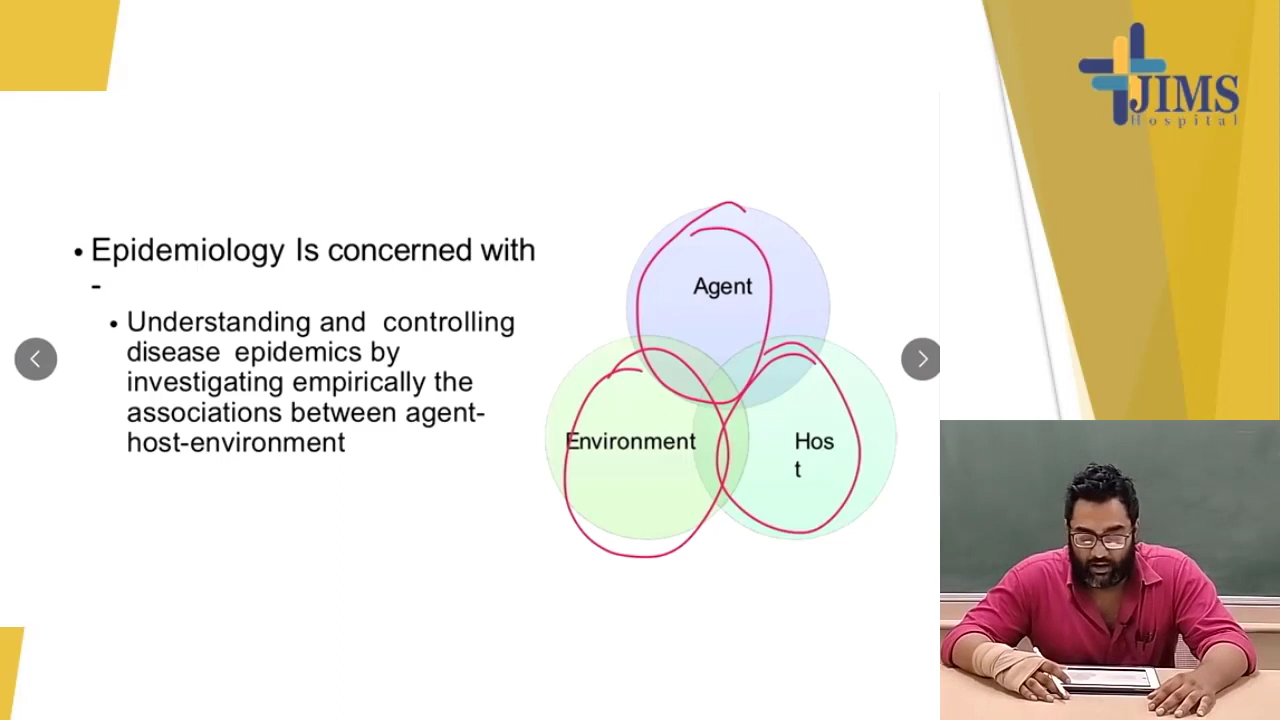 JIMS
Hospital
• Epidemiology Is concerned with
-
• Understanding and controlling
disease epidemics by
investigating empirically the
associations between agent-
host-environment
Agent
Environment
Hos
t